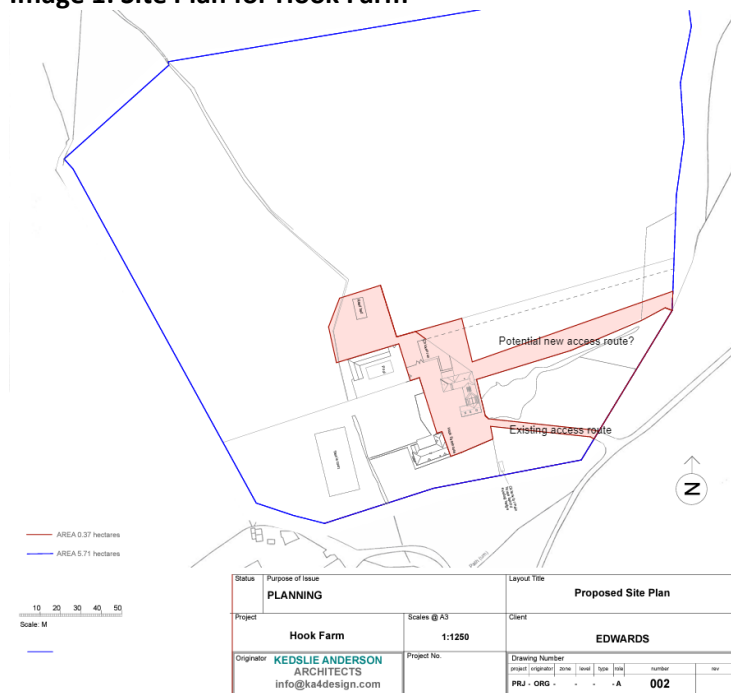 Image 1: Site Plan for Hook Farm
Potential new access route?
Existing access route
Pool
N
AREA 0.37 hectares
AREA 5.71 hectares
10 20 30 40 50
Scale: M
Path (um)
Status
Purpose of Issue
PLANNING
Layout Title
Proposed Site Plan
Project
Hook Farm
Scales @ A3
1:1250
Client
EDWARDS
Originator
KEDSLIE ANDERSON
ARCHITECTS
info@ka4design.com
Project No.
Drawing Number
project originator zone level type role number rev
PRJ - ORG - - - - A 002